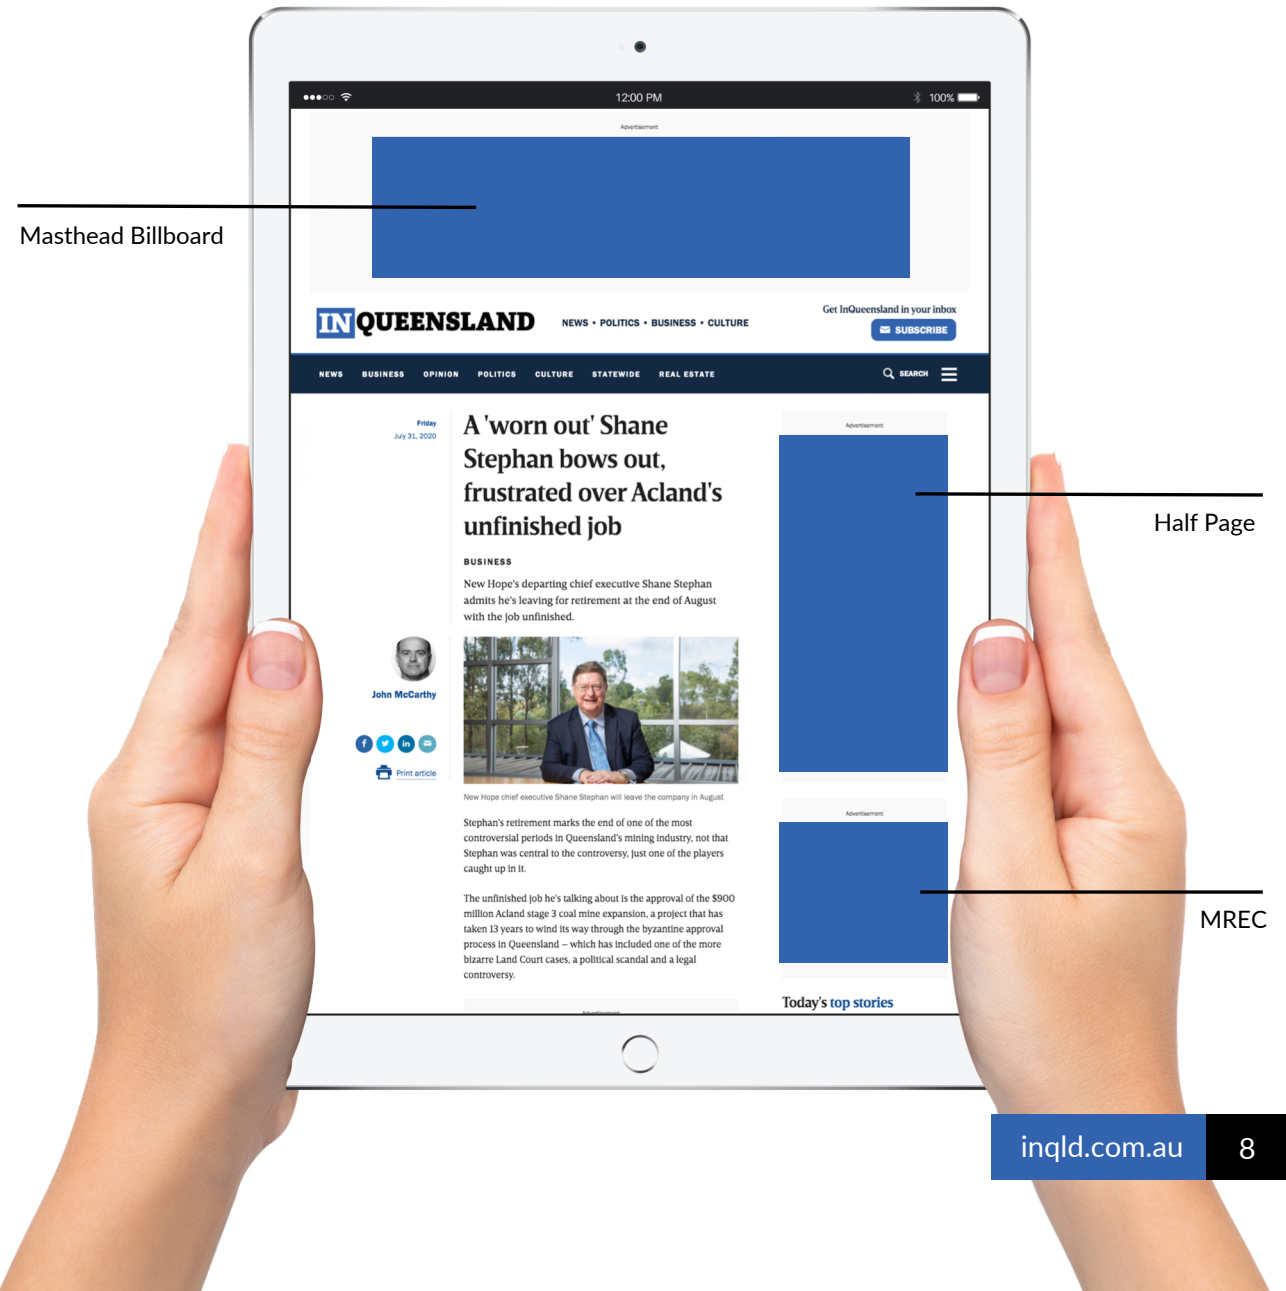 12:00 PM
100%
Advertisement
Masthead Billboard
INQUEENSLAND
NEWS • POLITICS • BUSINESS • CULTURE
Get InQueensland in your inbox
SUBSCRIBE
NEWS BUSINESS OPINION POLITICS CULTURE STATEWIDE REAL ESTATE SEARCH
Friday
July 31, 2020
A 'worn out' Shane
Stephan bows out,
frustrated over Acland's
unfinished job
BUSINESS
New Hope's departing chief executive Shane Stephan
admits he's leaving for retirement at the end of August
with the job unfinished.
John McCarthy
Print article
New Hope chief executive Shane Stephan will leave the company in August
Stephan's retirement marks the end of one of the most
controversial periods in Queensland's mining industry, not that
Stephan was central to the controversy, just one of the players
caught up in it.
The unfinished job he's talking about is the approval of the $900
million Acland stage 3 coal mine expansion, a project that has
taken 13 years to wind its way through the byzantine approval
process in Queensland – which has included one of the more
bizarre Land Court cases, a political scandal and a legal
controversy.
Advertisement
Half Page
Advertisement
MREC
Today's top stories
inqld.com.au 8